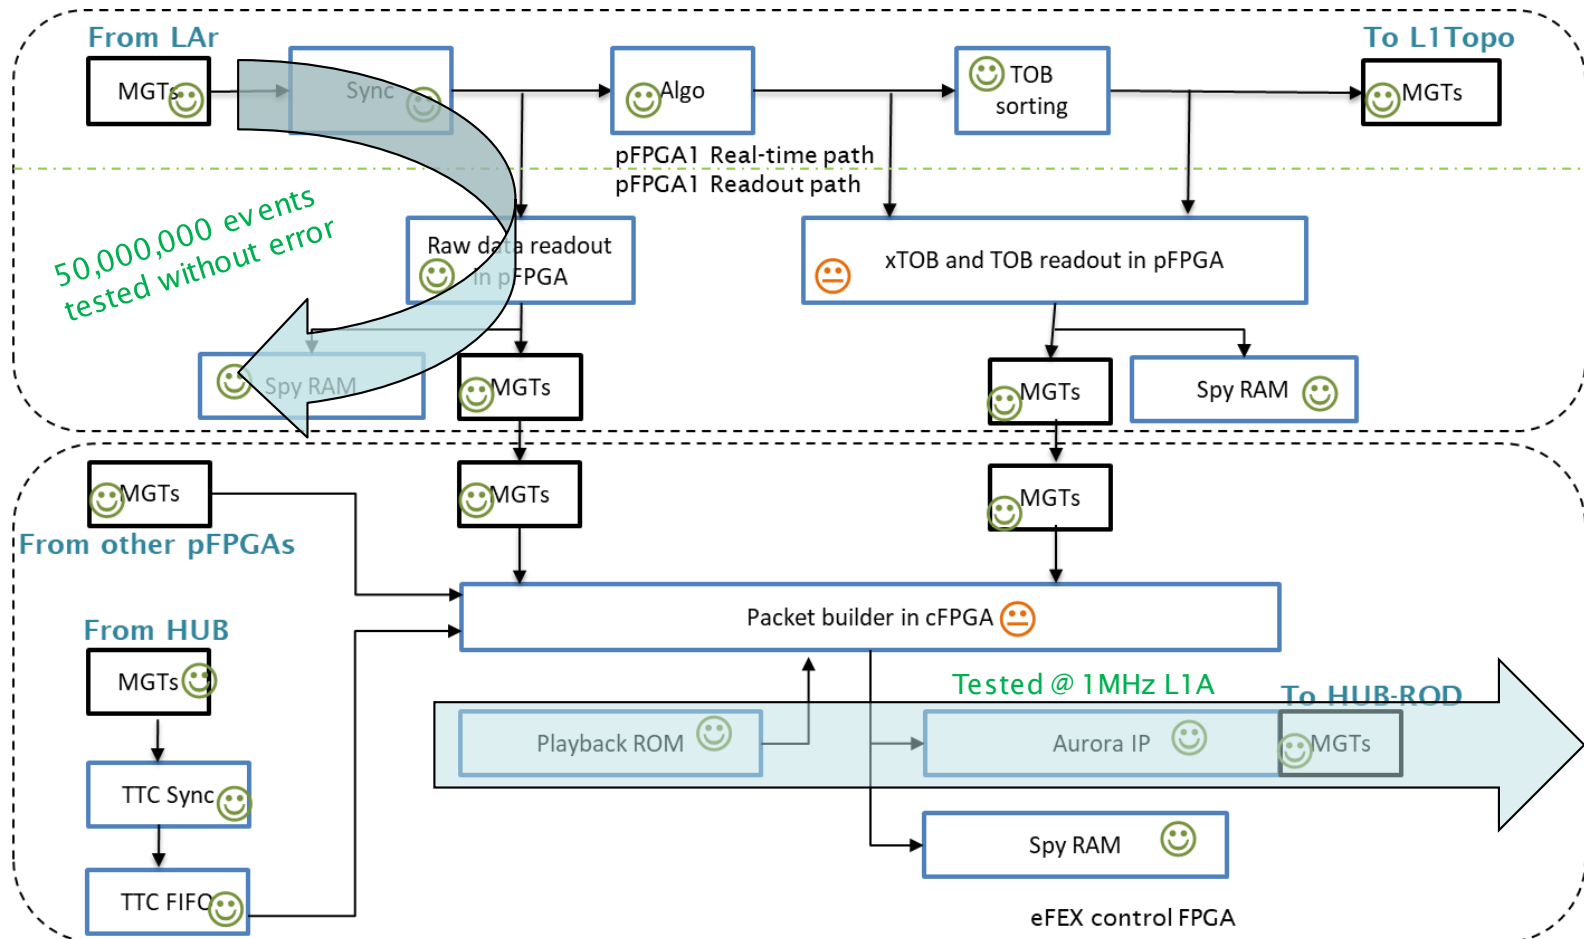 From LAr
To L1Topo
MGTs
Sync
Algo
TOB
sorting
MGTs
pFPGA1 Real-time path
pFPGA1 Readout path
50,000,000 events
tested without error
Raw data readout
in pFPGA
xTOB and TOB readout in pFPGA
Spy RAM
MGTs
MGTs
Spy RAM
MGTs
MGTs
MGTs
From other pFPGAs
Packet builder in cFPGA
From HUB
MGTs
Tested @ 1MHz L1A
To HUB-ROD
Playback ROM
Aurora IP
MGTs
TTC Sync
Spy RAM
TTC FIFO
eFEX control FPGA